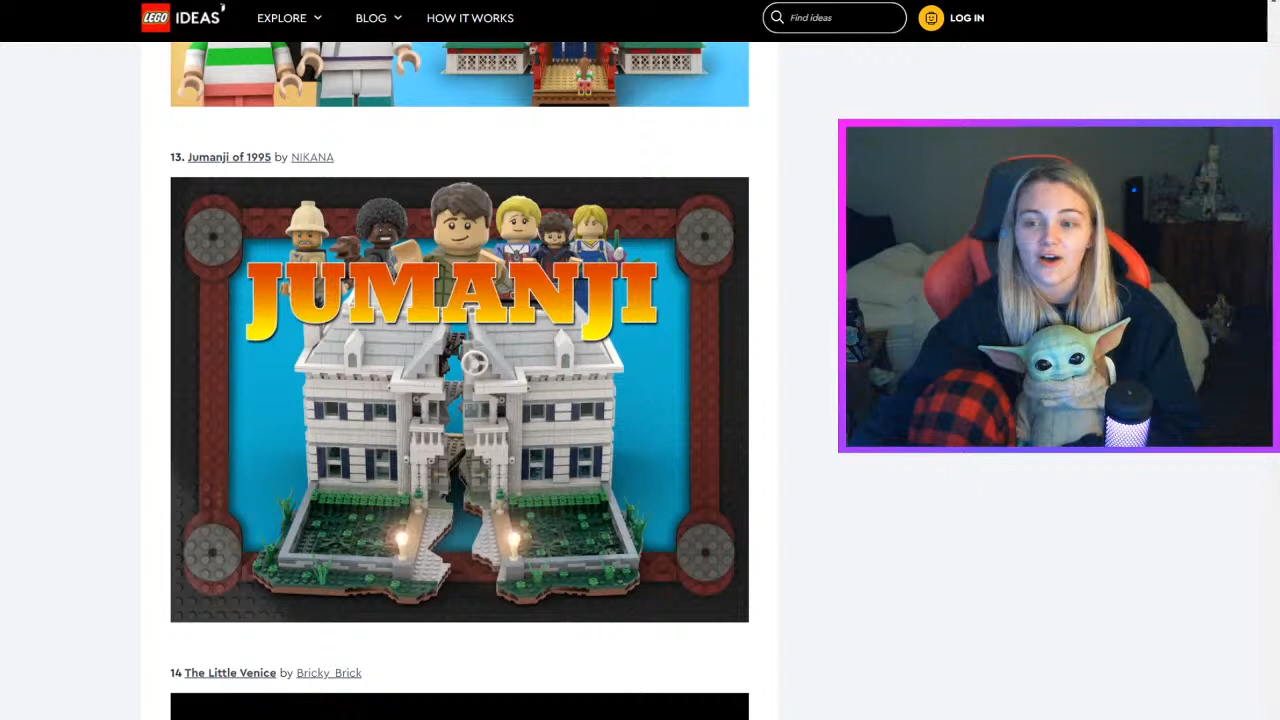 LEGO IDEAS
EXPLORE BLOG HOW IT WORKS Find ideas LOG IN
13. Jumanji of 1995 by NIKANA
JUMANJI
14 The Little Venice by Bricky_Brick